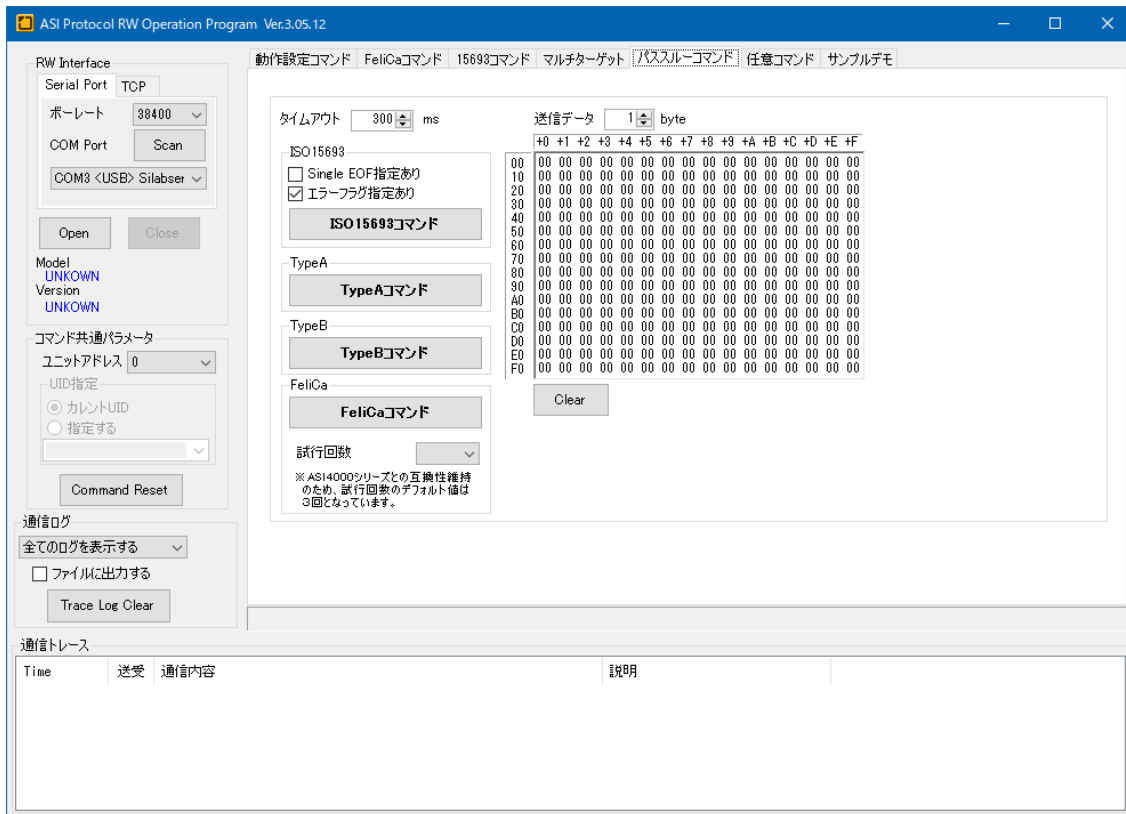 ASI Protocol RW Operation Program Ver.3.05.12
RW Interface
Serial Port TCP
ボーレート 38400
COM Port Scan
COM3 <USB> Silabser
Open Close
Model
UNKOWN
Version
UNKOWN
コマンド共通パラメータ
ユニットアドレス 0
UID指定
カレントUID
指定する
Command Reset
通信ログ
全てのログを表示する
ファイルに出力する
Trace Log Clear
動作設定コマンド FeliCaコマンド 15693コマンド マルチターゲット パススルーコマンド 任意コマンド サンプルデモ
タイムアウト 300 ms
ISO15693
Single EOF指定あり
エラーフラグ指定あり
ISO15693コマンド
TypeA
TypeAコマンド
TypeB
TypeBコマンド
FeliCa
FeliCaコマンド
試行回数
※ASI4000シリーズとの互換性維持
のため、試行回数のデフォルト値は
3回となっています。
送信データ 1 byte
+0 +1 +2 +3 +4 +5 +6 +7 +8 +9 +A +B +C +D +E +F
00 00 00 00 00 00 00 00 00 00 00 00 00 00 00 00 00
10 00 00 00 00 00 00 00 00 00 00 00 00 00 00 00 00
20 00 00 00 00 00 00 00 00 00 00 00 00 00 00 00 00
30 00 00 00 00 00 00 00 00 00 00 00 00 00 00 00 00
40 00 00 00 00 00 00 00 00 00 00 00 00 00 00 00 00
50 00 00 00 00 00 00 00 00 00 00 00 00 00 00 00 00
60 00 00 00 00 00 00 00 00 00 00 00 00 00 00 00 00
70 00 00 00 00 00 00 00 00 00 00 00 00 00 00 00 00
80 00 00 00 00 00 00 00 00 00 00 00 00 00 00 00 00
90 00 00 00 00 00 00 00 00 00 00 00 00 00 00 00 00
A0 00 00 00 00 00 00 00 00 00 00 00 00 00 00 00 00
B0 00 00 00 00 00 00 00 00 00 00 00 00 00 00 00 00
C0 00 00 00 00 00 00 00 00 00 00 00 00 00 00 00 00
D0 00 00 00 00 00 00 00 00 00 00 00 00 00 00 00 00
E0 00 00 00 00 00 00 00 00 00 00 00 00 00 00 00 00
F0 00 00 00 00 00 00 00 00 00 00 00 00 00 00 00 00
Clear
通信トレース
Time 送受 通信内容 説明